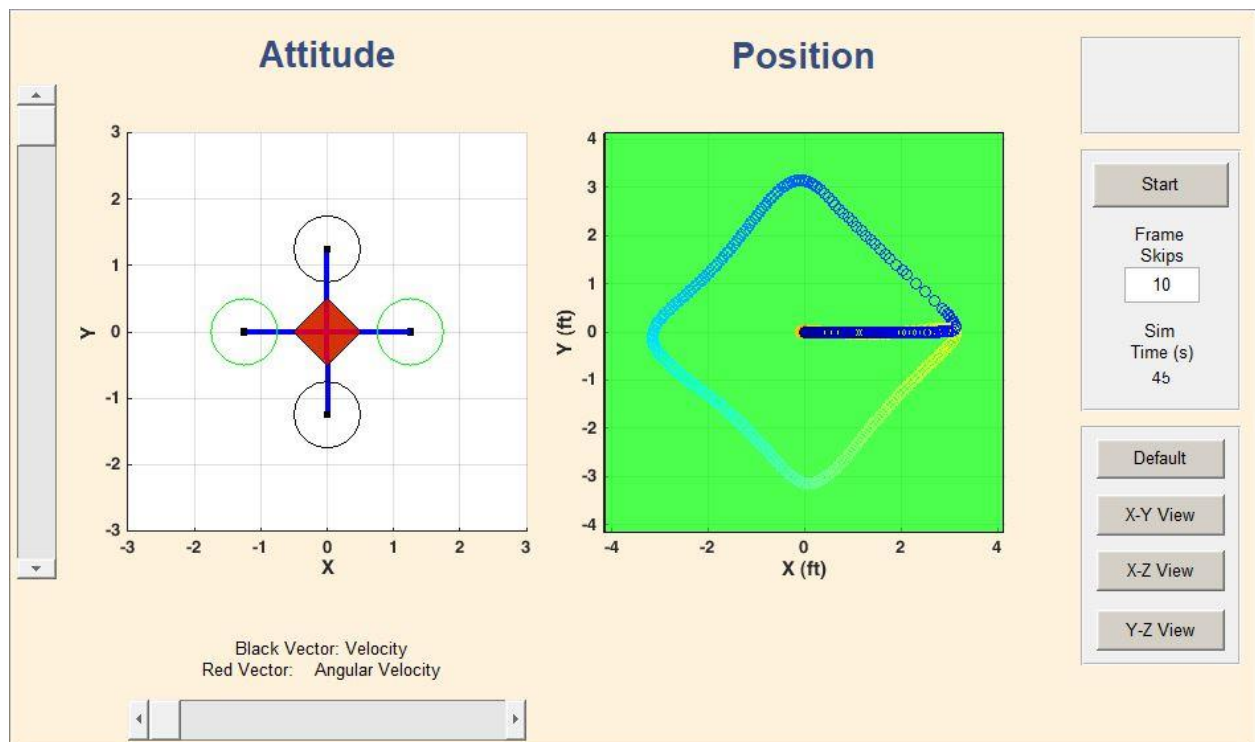 Attitude
3
2
1
0
-1
-2
-3
Y
-3 -2 -1 0 1 2 3
X
Black Vector: Velocity
Red Vector: Angular Velocity
Position
4
3
2
1
0
-1
-2
-3
-4
Y (ft)
-4 -2 0 2 4
X (ft)
Start
Frame
Skips
10
Sim
Time (s)
45
Default
X-Y View
X-Z View
Y-Z View